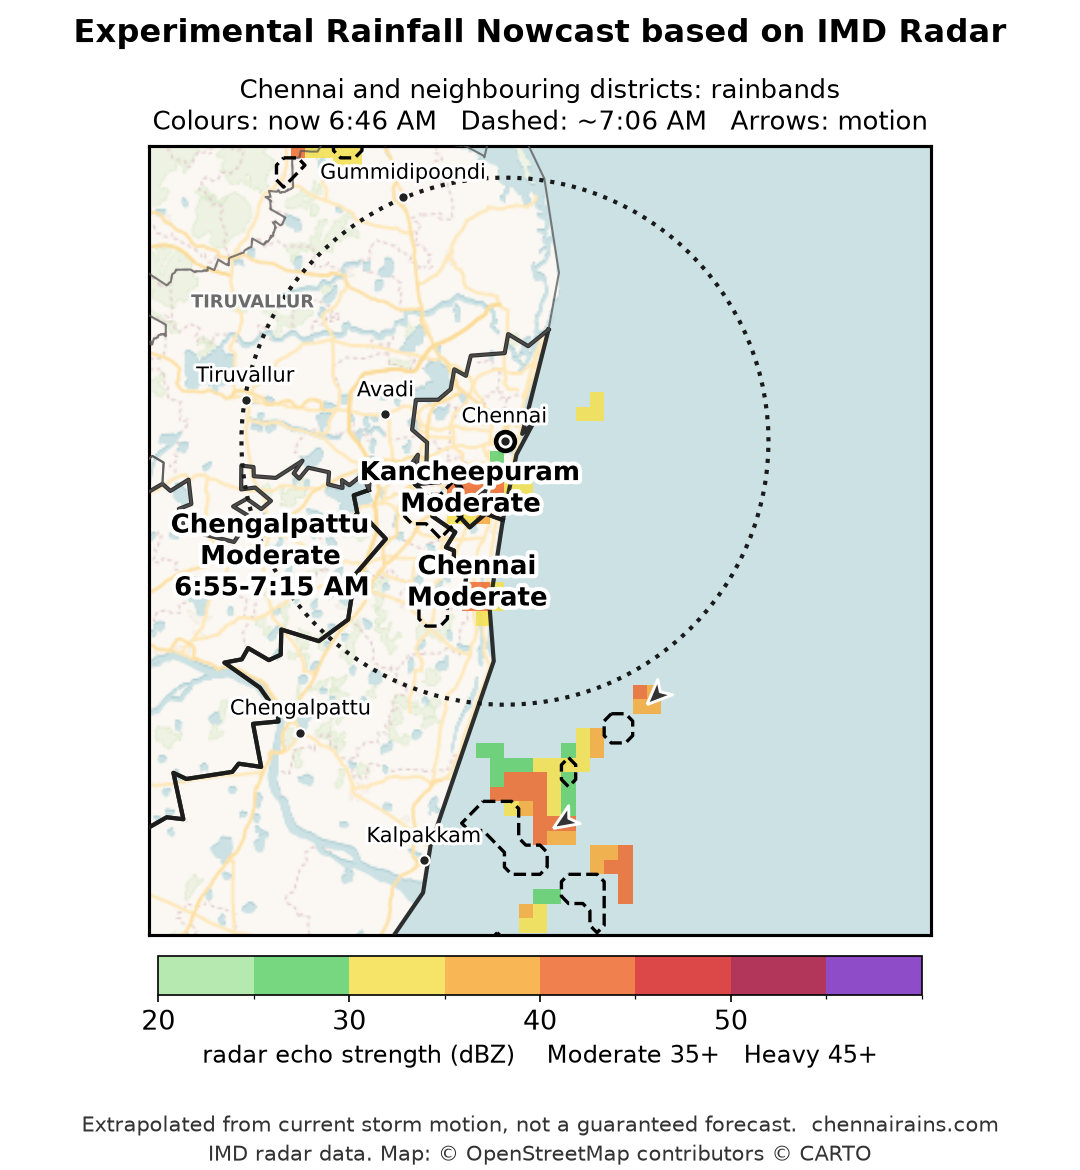 Experimental Rainfall Nowcast based on IMD Radar
Chennai and neighbouring districts: rainbands
Colours: now 6:46 AM   Dashed: ~7:06 AM   Arrows: motion
Gummidipoondi
TIRUVALLUR
Tiruvallur
Avadi
Chennai
Kancheepuram
Moderate
Chengalpattu
Moderate
6:55-7:15 AM
Chennai
Moderate
Chengalpattu
Kalpakkam
20 30 40 50
radar echo strength (dBZ)    Moderate 35+   Heavy 45+
Extrapolated from current storm motion, not a guaranteed forecast.  chennairains.com
IMD radar data. Map: © OpenStreetMap contributors © CARTO